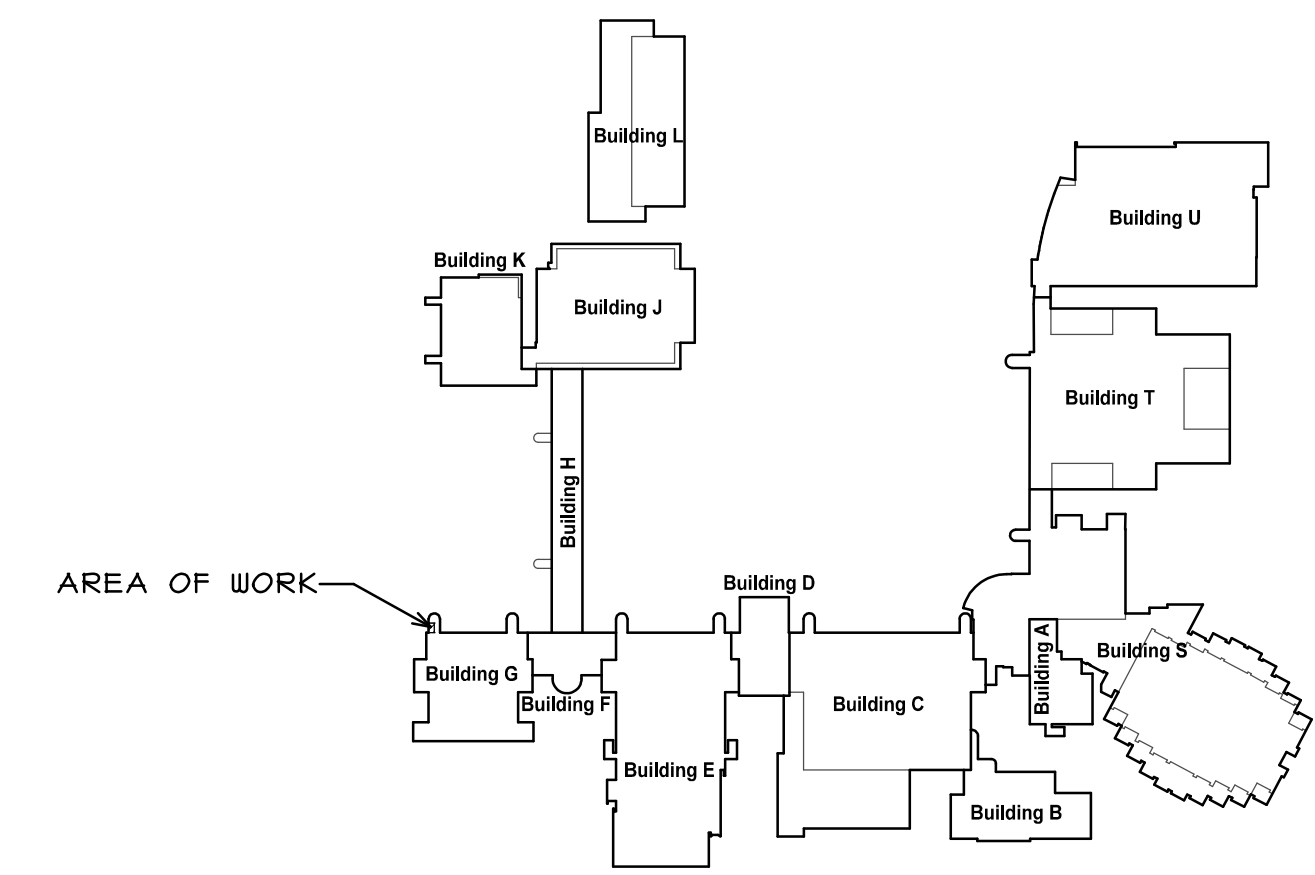 Building L
Building U
Building K
Building J
Building T
Building H
AREA OF WORK
Building D
Building A
Building S
Building G
Building F
Building C
Building E
Building B